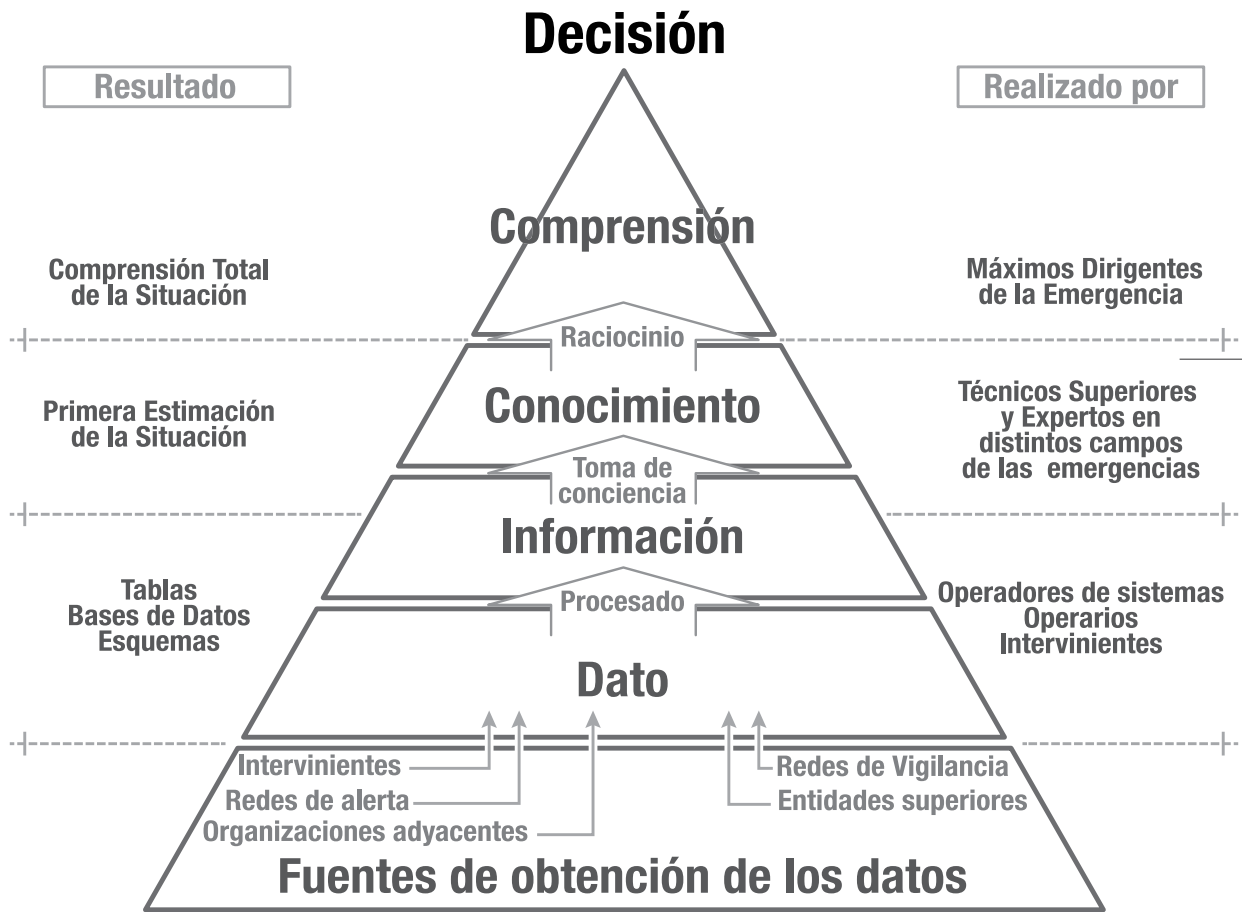 Decisión
Resultado
Realizado por
Comprensión
Comprensión Total
de la Situación
Máximos Dirigentes
de la Emergencia
Raciocinio
Primera Estimación
de la Situación
Conocimiento
Técnicos Superiores
y Expertos en
distintos campos
de las emergencias
Toma de
conciencia
Información
Tablas
Bases de Datos
Esquemas
Procesado
Operadores de sistemas
Operarios
Intervinientes
Dato
Intervinientes
Redes de alerta
Organizaciones adyacentes
Redes de Vigilancia
Entidades superiores
Fuentes de obtención de los datos